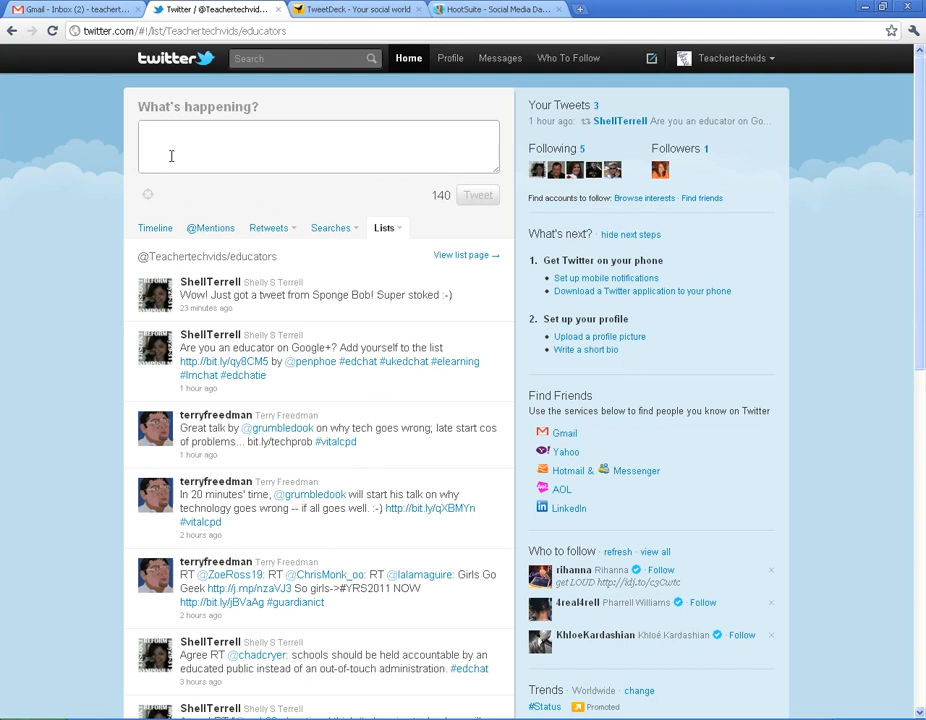 Gmail - Inbox (2) - teachert...
Twitter / @Teachertechvids...
TweetDeck - Your social world
HootSuite - Social Media Da...
twitter.com/#!/list/Teachertechvids/educators
twitter
Search
Home
Profile
Messages
Who To Follow
Teachertechvids
What's happening?
140
Tweet
Timeline
@Mentions
Retweets
Searches
Lists
@Teachertechvids/educators
View list page →
ShellTerrell Shelly S Terrell
Wow! Just got a tweet from Sponge Bob! Super stoked :-)
23 minutes ago
ShellTerrell Shelly S Terrell
Are you an educator on Google+? Add yourself to the list
http://bit.ly/qy8CM5 by @penphoe #edchat #ukedchat #elearning
#lrnchat #edchatie
1 hour ago
terryfreedman Terry Freedman
Great talk by @grumbledook on why tech goes wrong; late start cos
of problems... bit.ly/techprob #vitalcpd
1 hour ago
terryfreedman Terry Freedman
In 20 minutes' time, @grumbledook will start his talk on why
technology goes wrong -- if all goes well. :-) http://bit.ly/qXBMYn
#vitalcpd
2 hours ago
terryfreedman Terry Freedman
RT @ZoeRoss19: RT @ChrisMonk_oo: RT @lalamaguire: Girls Go
Geek http://j.mp/nzaVJ3 So girls->#YRS2011 NOW
http://bit.ly/jBVaAg #guardianict
2 hours ago
ShellTerrell Shelly S Terrell
Agree RT @chadcryer: schools should be held accountable by an
educated public instead of an out-of-touch administration. #edchat
3 hours ago
ShellTerrell Shelly S Terrell
Your Tweets 3
1 hour ago: ShellTerrell Are you an educator on Go...
Following 5
Followers 1
Find accounts to follow: Browse interests · Find friends
What's next? · hide next steps
1. Get Twitter on your phone
• Set up mobile notifications
• Download a Twitter application to your phone
2. Set up your profile
• Upload a profile picture
• Write a short bio
Find Friends
Use the services below to find people you know on Twitter
Gmail
Yahoo
Hotmail & Messenger
AOL
LinkedIn
Who to follow · refresh · view all
rihanna Rihanna · Follow
get LOUD http://idj.to/c3Cwtc
4real4rell Pharrell Williams · Follow
KhloeKardashian Khloé Kardashian · Follow
Trends · Worldwide · change
#Status Promoted